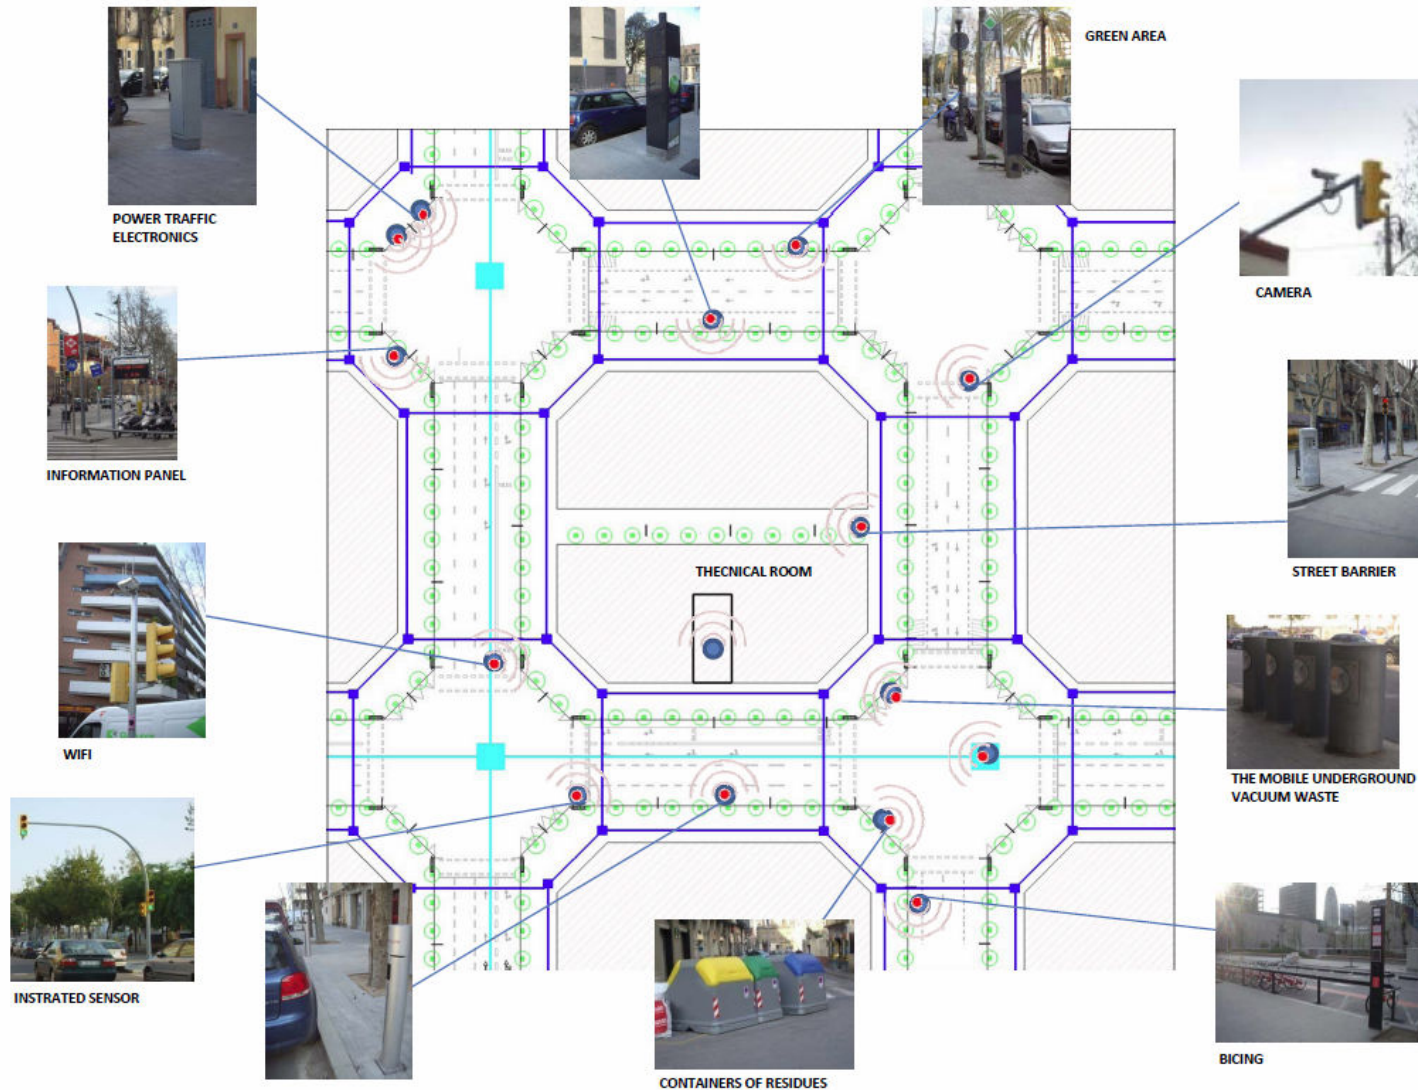 GREEN AREA
POWER TRAFFIC
ELECTRONICS
CAMERA
INFORMATION PANEL
THECNICAL ROOM
STREET BARRIER
WIFI
THE MOBILE UNDERGROUND
VACUUM WASTE
INSTRATED SENSOR
BICING
CONTAINERS OF RESIDUES